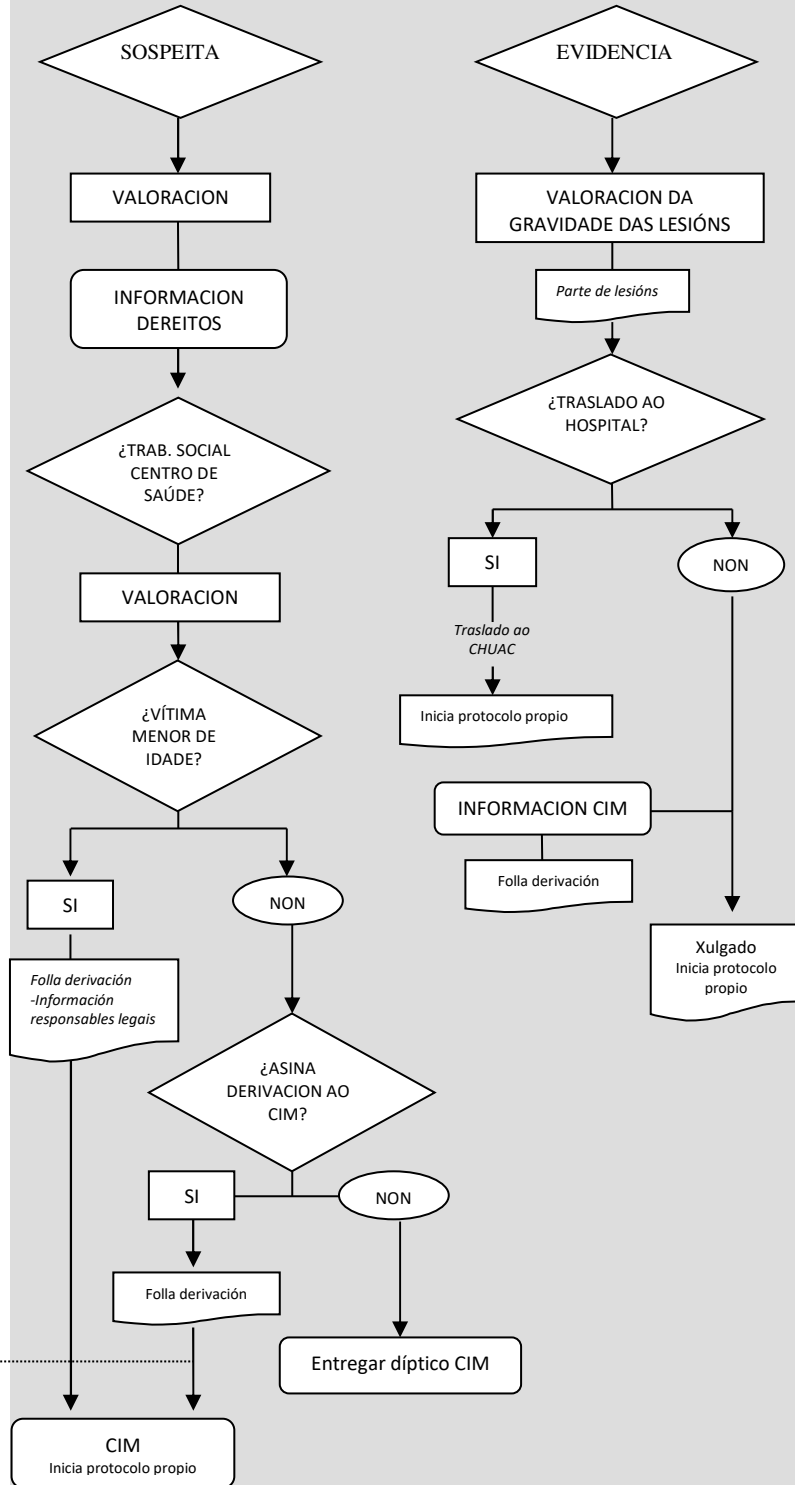 SOSPEITA
VALORACION
INFORMACION
DEREITOS
¿TRAB. SOCIAL
CENTRO DE
SAÚDE?
VALORACION
¿VÍTIMA
MENOR DE
IDADE?
SI
NON
Folla derivación
-Información
responsables legais
¿ASINA
DERIVACION AO
CIM?
SI
NON
Folla derivación
Entregar díptico CIM
CIM
Inicia protocolo propio
EVIDENCIA
VALORACION DA
GRAVIDADE DAS LESIÓNS
Parte de lesións
¿TRASLADO AO
HOSPITAL?
SI
NON
Traslado ao
CHUAC
Inicia protocolo propio
INFORMACION CIM
Folla derivación
Xulgado
Inicia protocolo
propio